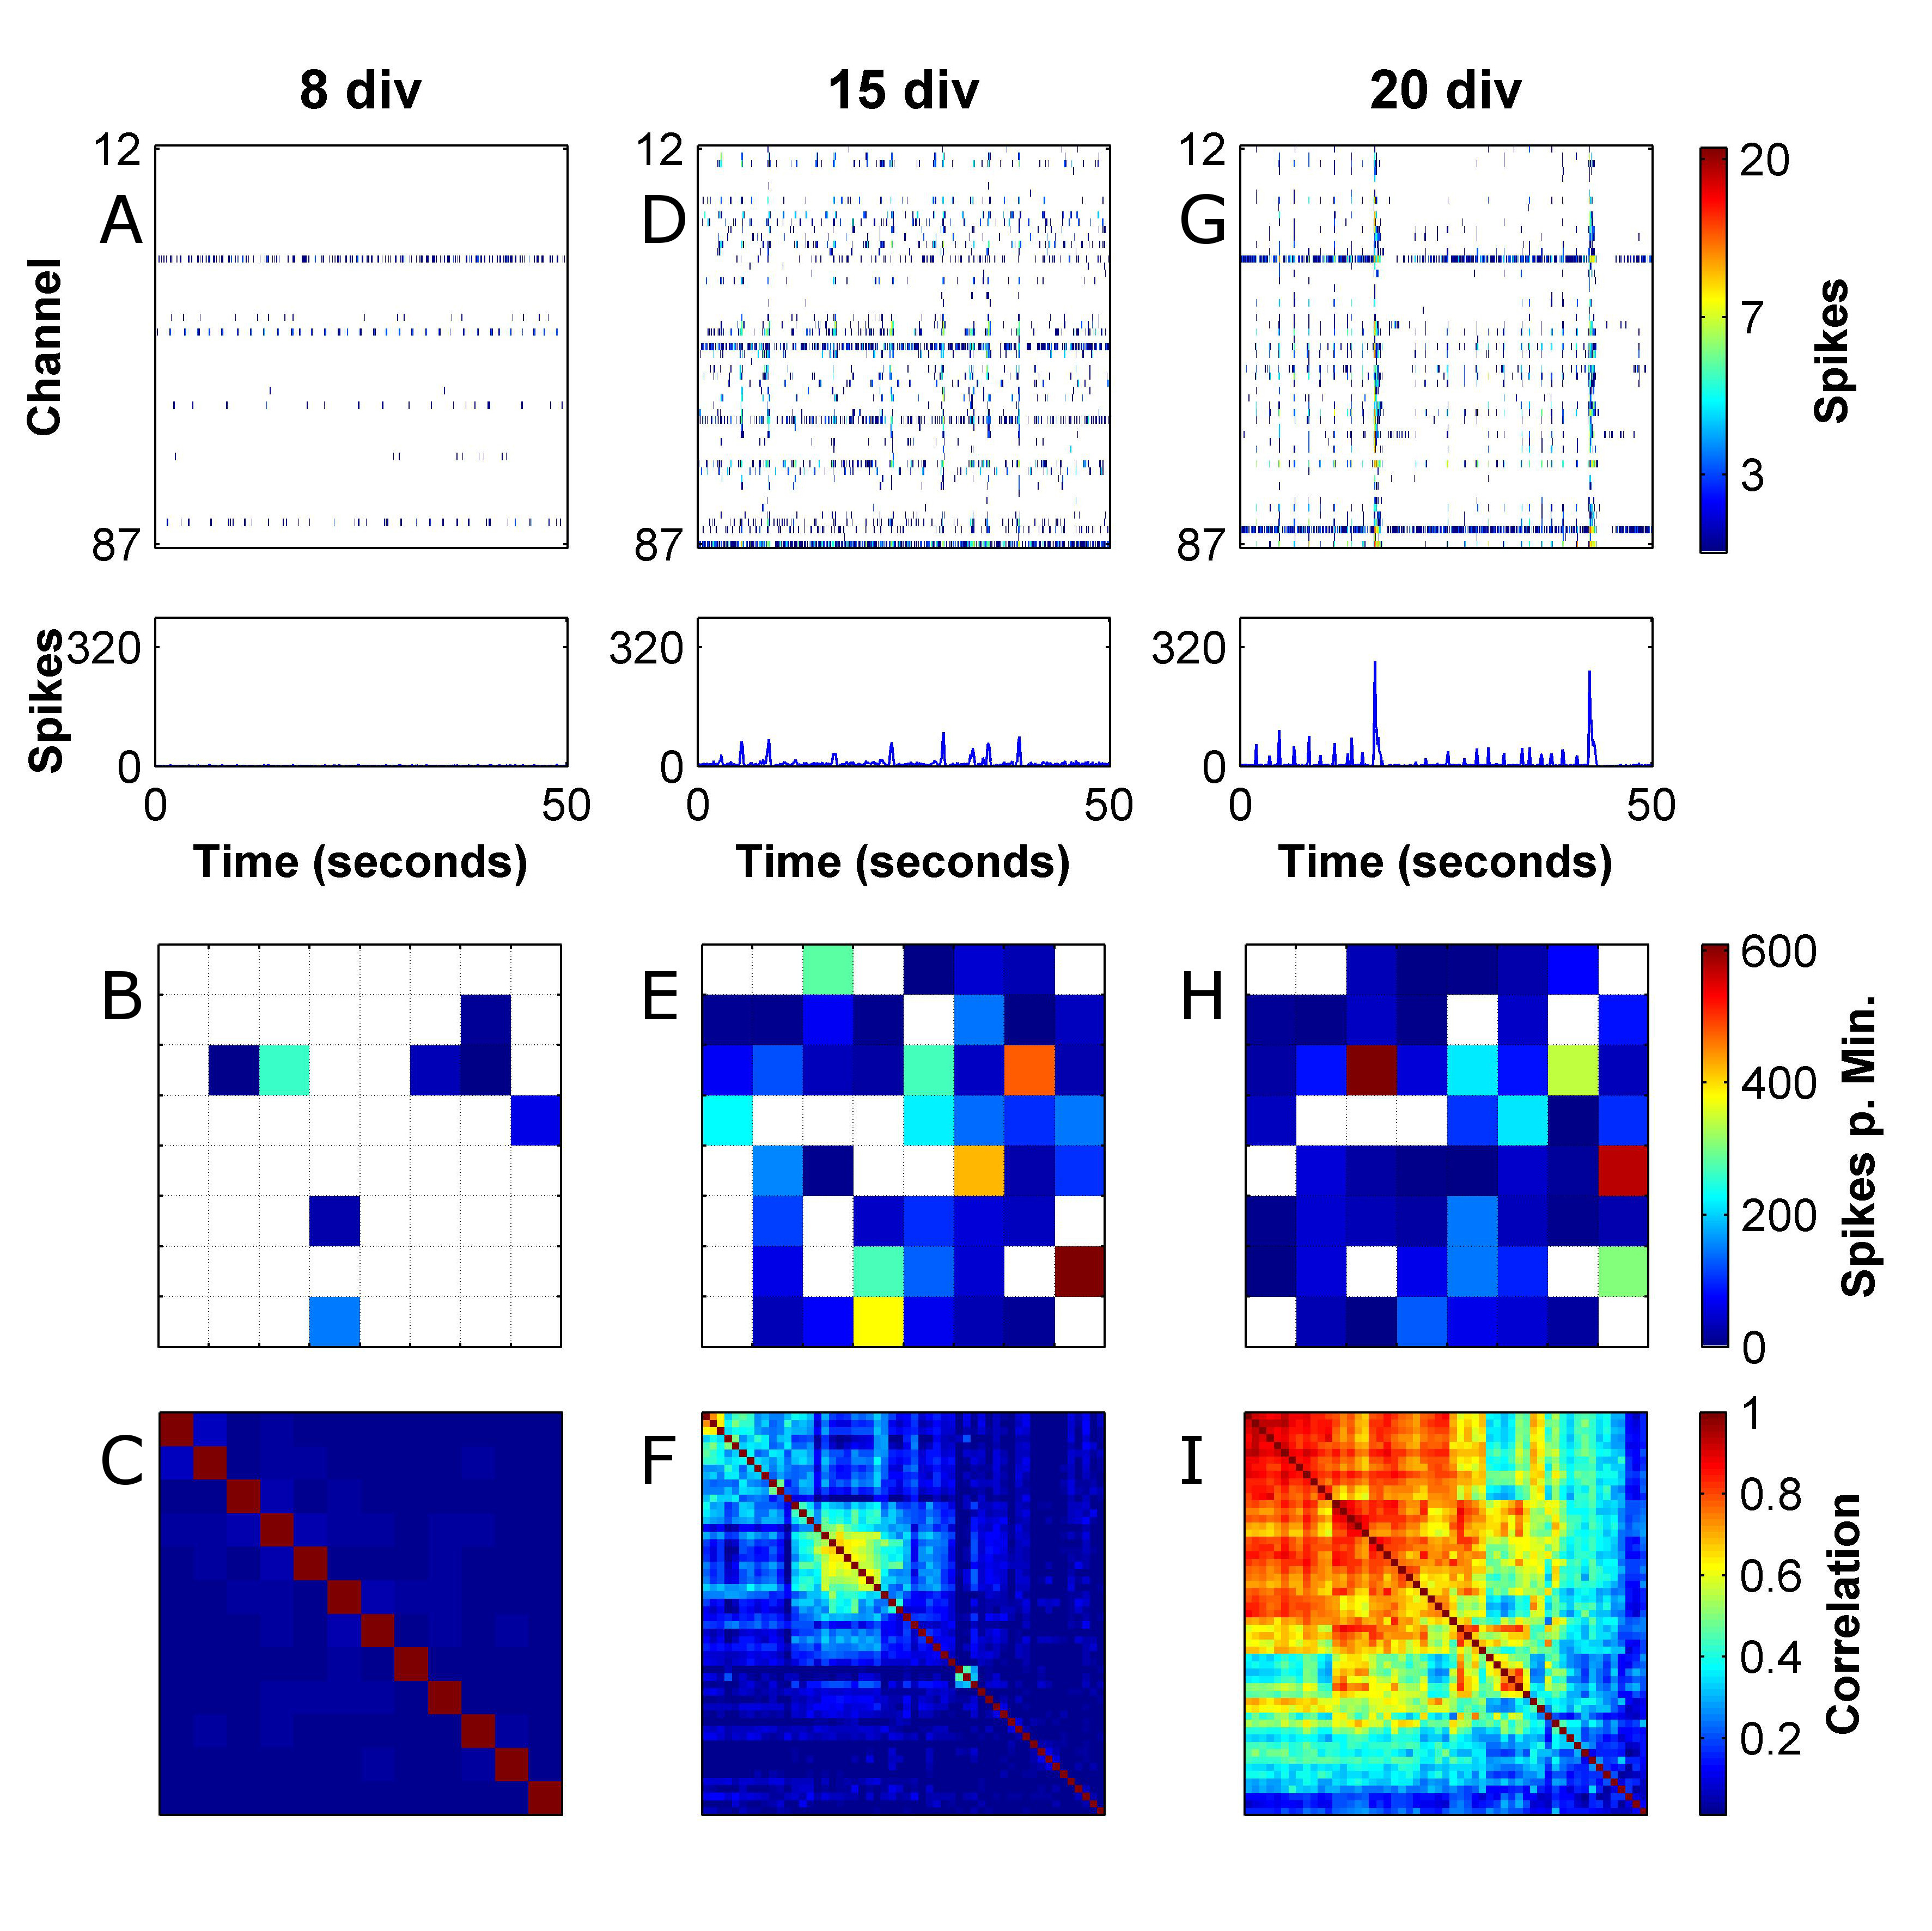 8 div
15 div
20 div
12
A
Channel
87
12
D
87
12
G
87
20
7
3
Spikes
Spikes
320
0
0
50
Time (seconds)
320
0
0
50
Time (seconds)
320
0
0
50
Time (seconds)
B
E
H
600
400
200
0
Spikes p. Min.
C
F
I
1
0.8
0.6
0.4
0.2
Correlation